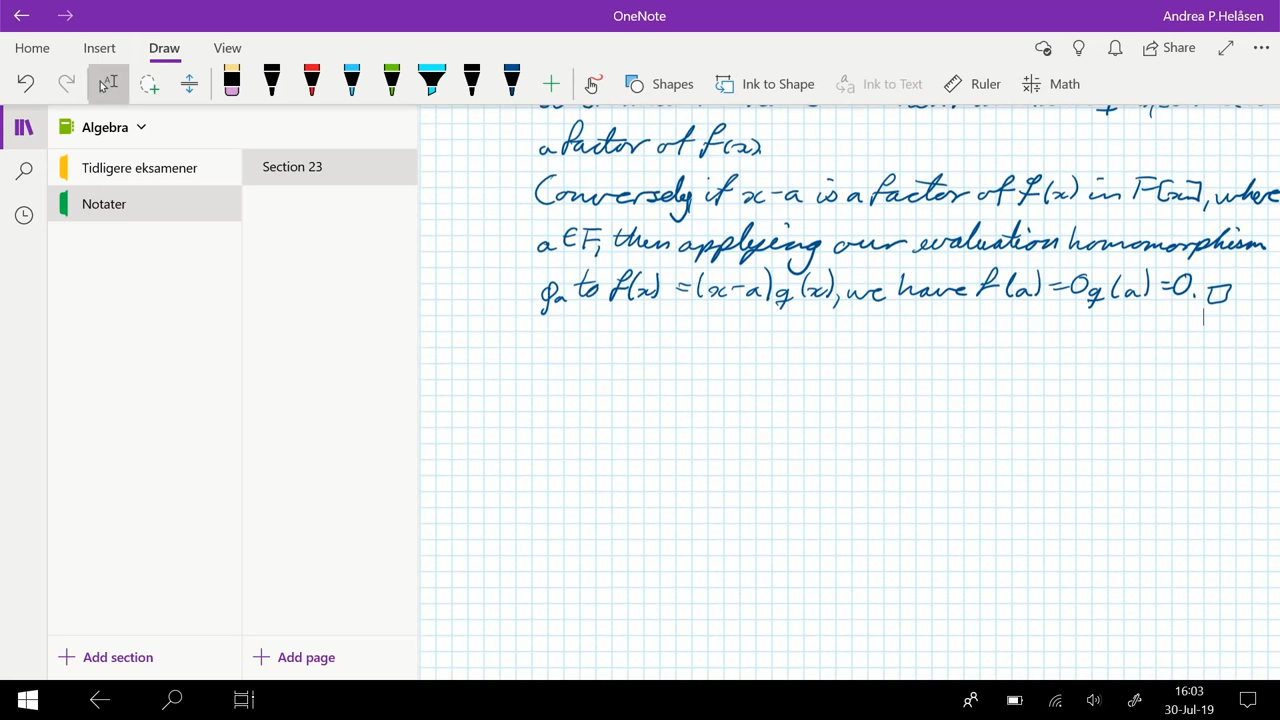 OneNote
Andrea P.Helåsen
Home Insert Draw View
Share
Shapes Ink to Shape Ink to Text Ruler Math
Algebra
Tidligere eksamener
Section 23
Notater
a factor of f(x)
Conversely if x-a is a factor of f(x) in F[x], where
a ∈ F, then applying our evaluation homomorphism
φₐ to f(x) = (x-a)q(x), we have f(a) = 0q(a) = 0. □
Add section
Add page
16:03
30-Jul-19